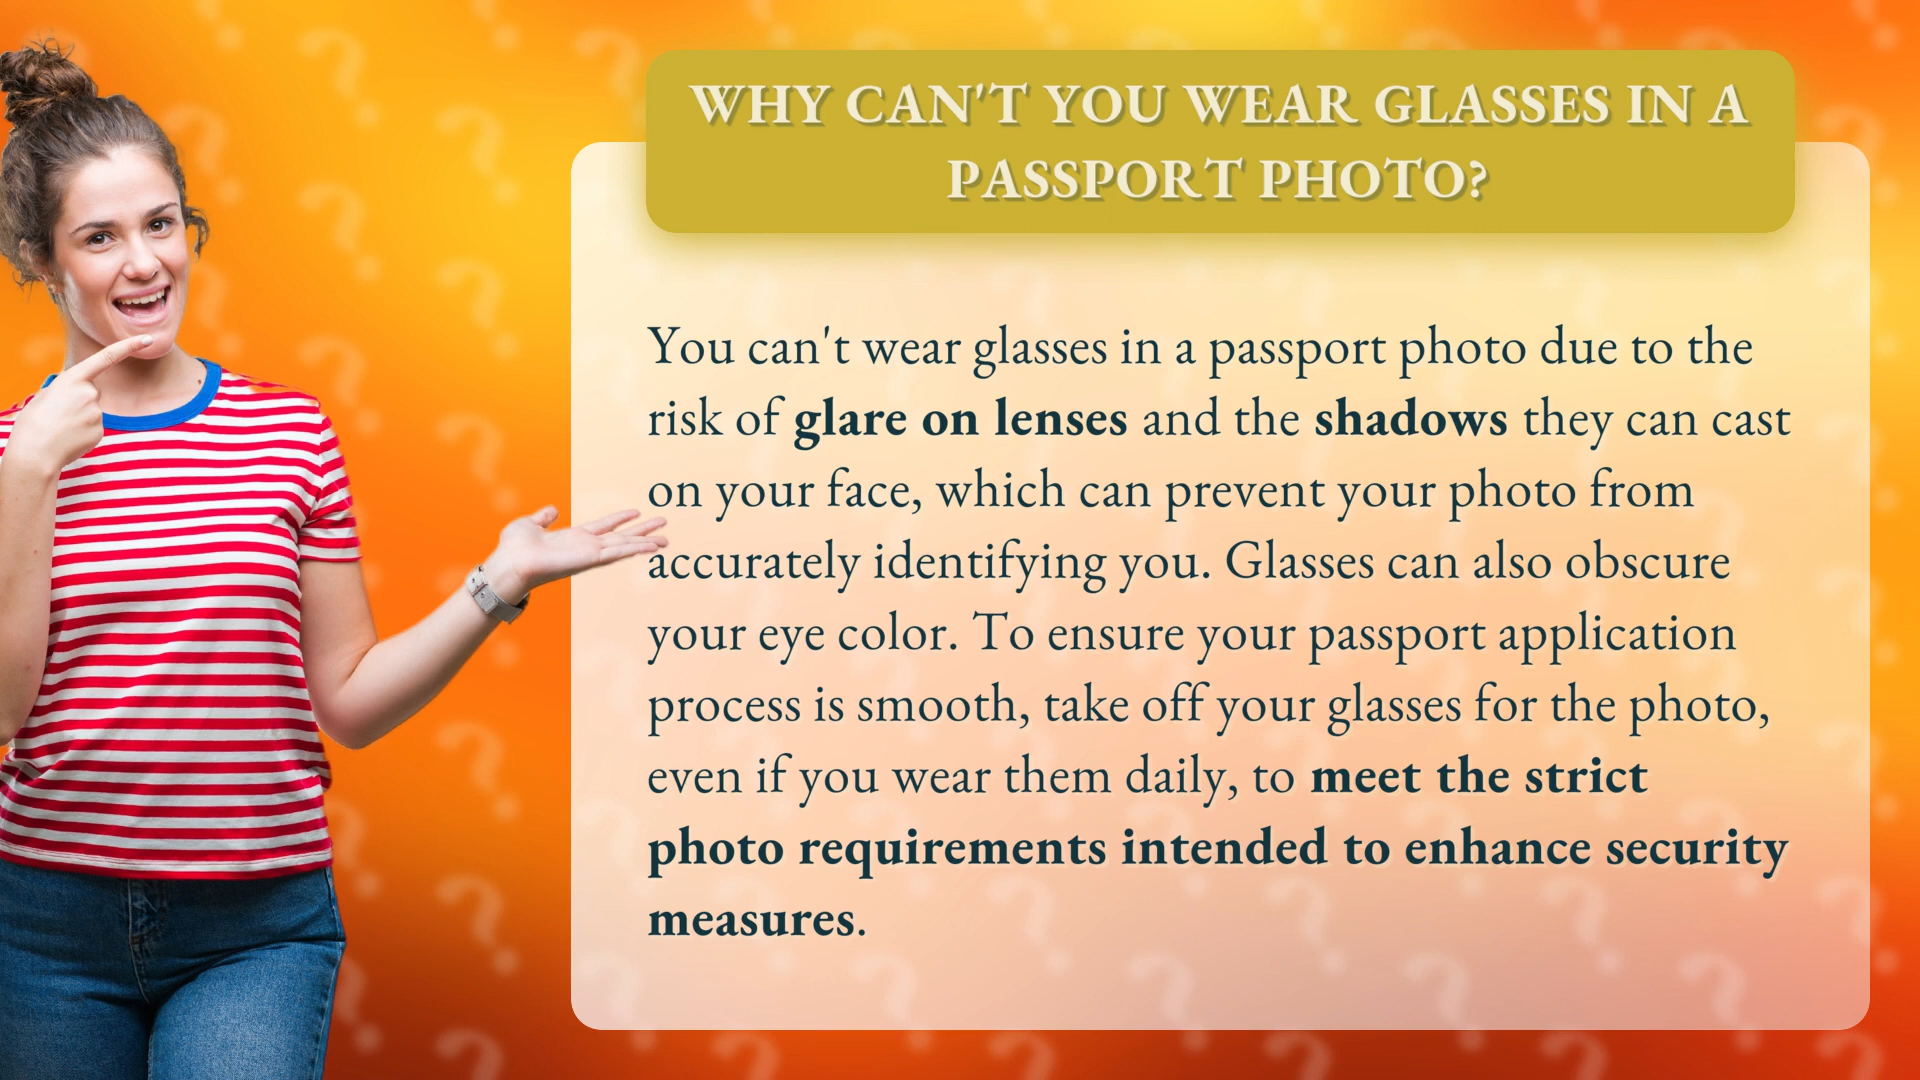 WHY CAN'T YOU WEAR GLASSES IN A
PASSPORT PHOTO?
You can't wear glasses in a passport photo due to the
risk of glare on lenses and the shadows they can cast
on your face, which can prevent your photo from
accurately identifying you. Glasses can also obscure
your eye color. To ensure your passport application
process is smooth, take off your glasses for the photo,
even if you wear them daily, to meet the strict
photo requirements intended to enhance security
measures.